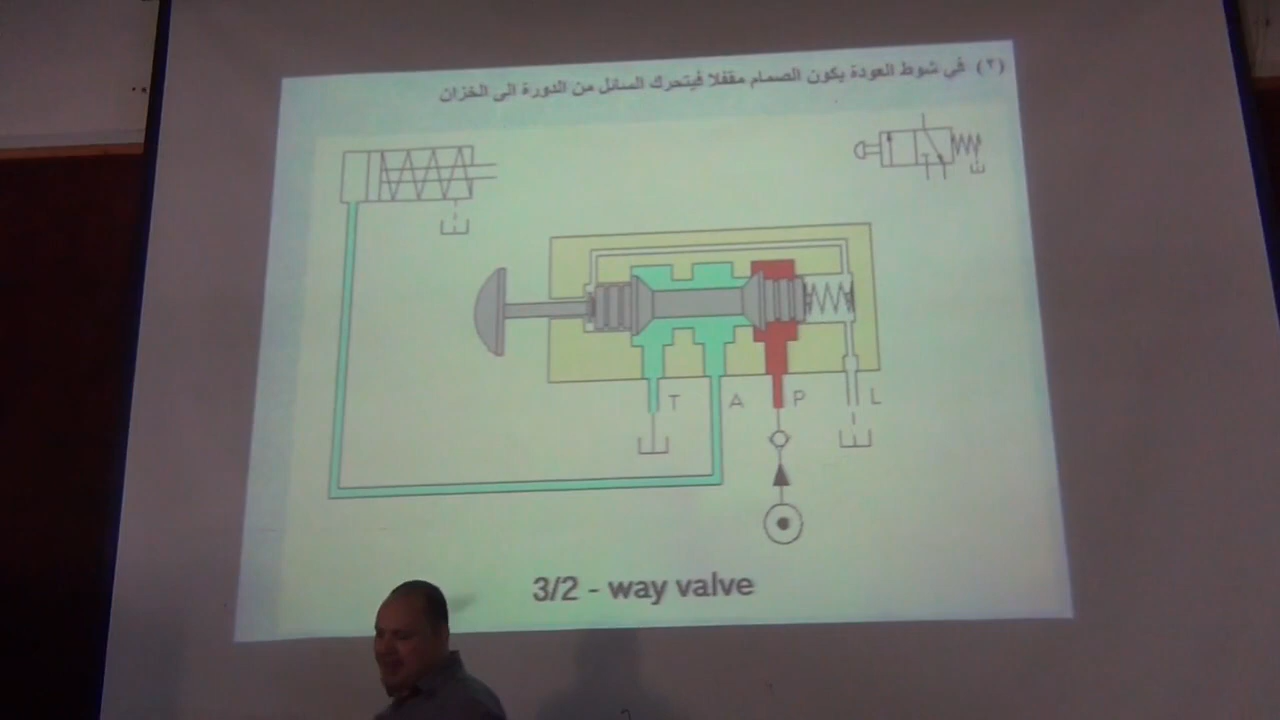 (٢) في شوط العودة يكون الصمام مقفلا فيتحرك السائل من الدورة الى الخزان
T A P L
3/2 - way valve